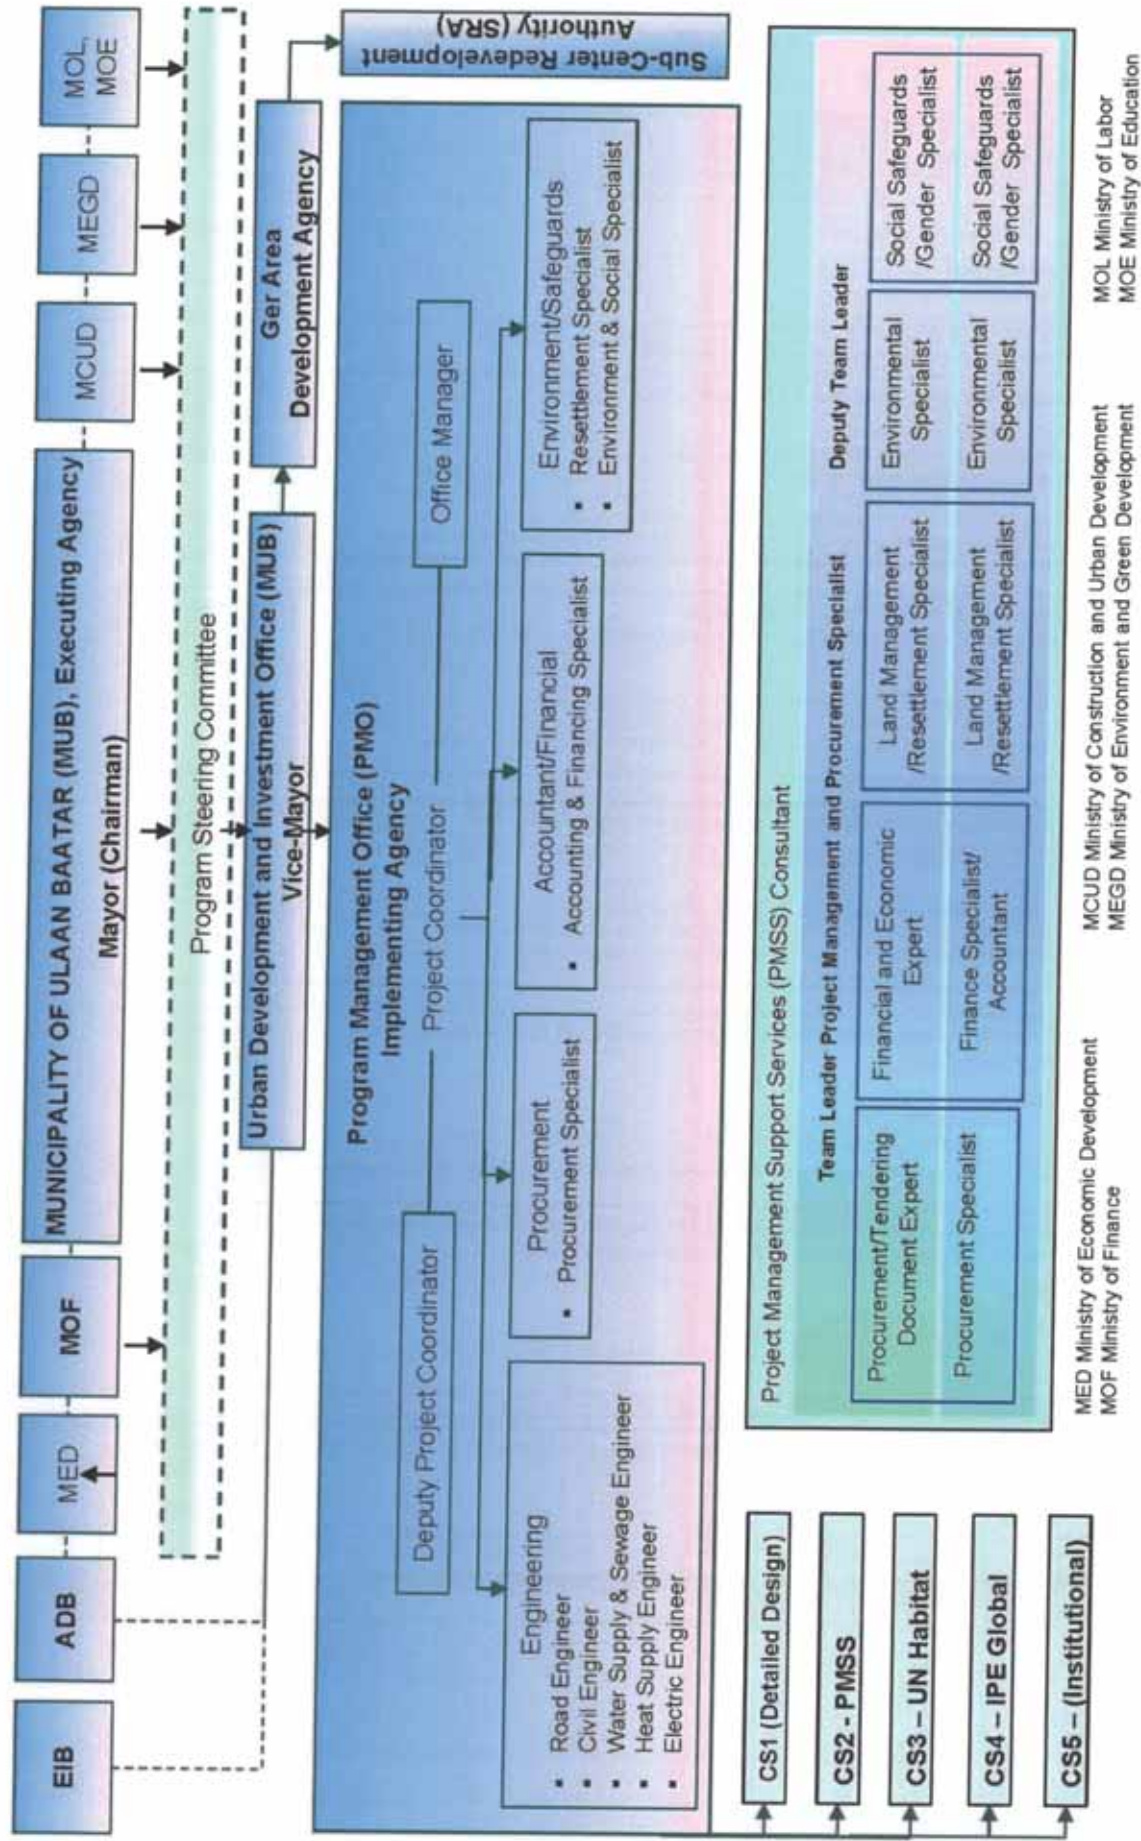 EIB
ADB
MED
MOF
MUNICIPALITY OF ULAAN BAATAR (MUB), Executing Agency
Mayor (Chairman)
MCUD
MEGD
MOL,
MOE
Program Steering Committee
Urban Development and Investment Office (MUB)
Vice-Mayor
Ger Area
Development Agency
Sub-Center Redevelopment
Authority (SRA)
Program Management Office (PMO)
Implementing Agency
Deputy Project Coordinator
Project Coordinator
Office Manager
Engineering
▪ Road Engineer
▪ Civil Engineer
▪ Water Supply & Sewage Engineer
▪ Heat Supply Engineer
▪ Electric Engineer
Procurement
▪ Procurement Specialist
Accountant/Financial
▪ Accounting & Financing Specialist
Environment/Safeguards
▪ Resettlement Specialist
▪ Environment & Social Specialist
CS1 (Detailed Design)
CS2 - PMSS
CS3 – UN Habitat
CS4 – IPE Global
CS5 – (Institutional)
Project Management Support Services (PMSS) Consultant
Team Leader Project Management and Procurement Specialist
Deputy Team Leader
Procurement/Tendering
Document Expert
Financial and Economic
Expert
Land Management
/Resettlement Specialist
Environmental
Specialist
Social Safeguards
/Gender Specialist
Procurement Specialist
Finance Specialist/
Accountant
Land Management
/Resettlement Specialist
Environmental
Specialist
Social Safeguards
/Gender Specialist
MED Ministry of Economic Development
MOF Ministry of Finance
MCUD Ministry of Construction and Urban Development
MEGD Ministry of Environment and Green Development
MOL Ministry of Labor
MOE Ministry of Education